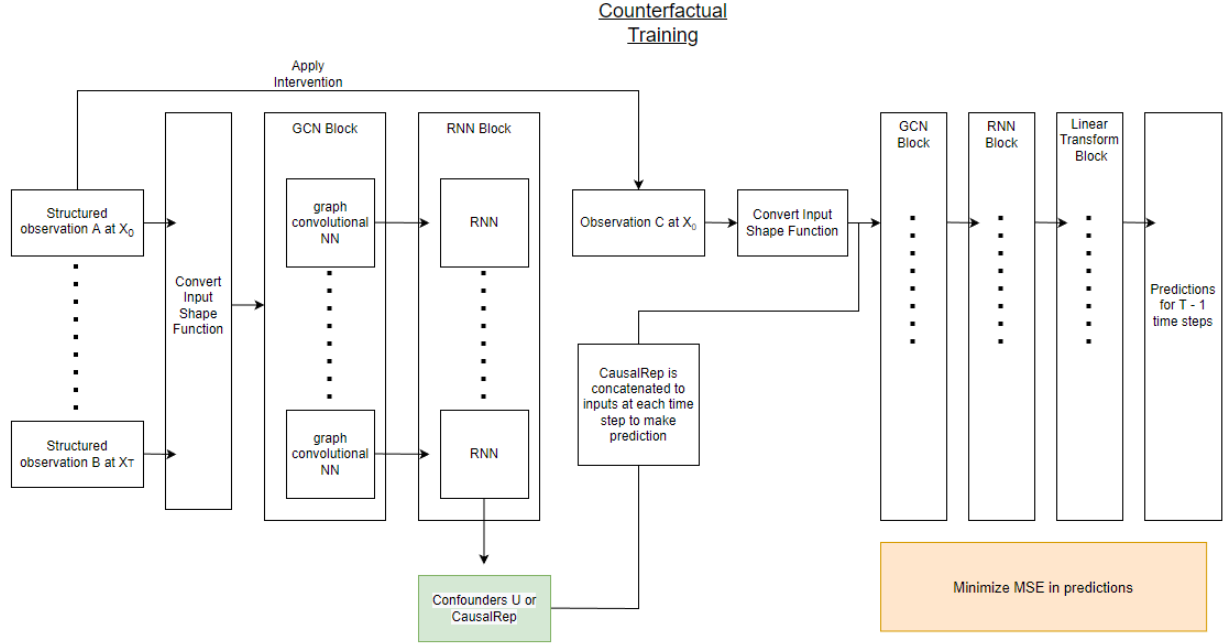 Counterfactual
Training
Apply
Intervention
GCN Block
RNN Block
GCN
Block
RNN
Block
Linear
Transform
Block
Structured
observation A at X₀
graph
convolutional
NN
RNN
Observation C at X₀
Convert Input
Shape Function
Convert
Input
Shape
Function
Predictions
for T - 1
time steps
CausalRep is
concatenated to
inputs at each time
step to make
prediction
Structured
observation B at XT
graph
convolutional
NN
RNN
Confounders U or
CausalRep
Minimize MSE in predictions